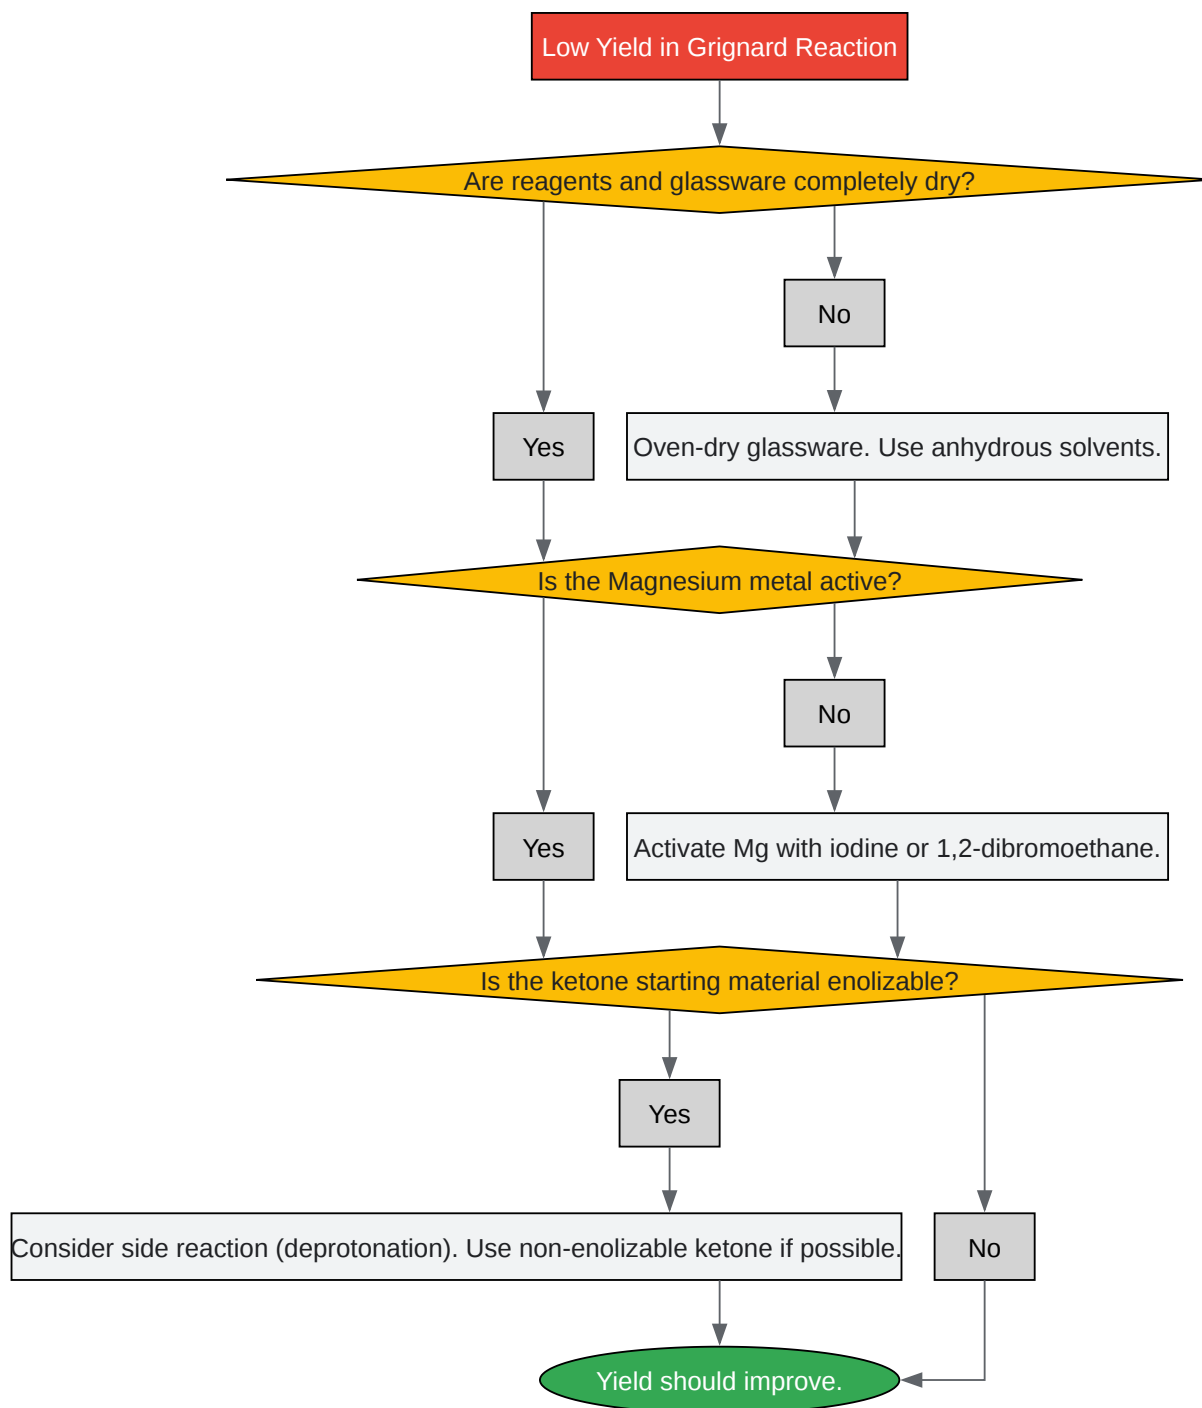 Low Yield in Grignard Reaction
Are reagents and glassware completely dry?
No
Yes
Oven-dry glassware. Use anhydrous solvents.
Is the Magnesium metal active?
No
Yes
Activate Mg with iodine or 1,2-dibromoethane.
Is the ketone starting material enolizable?
Yes
Consider side reaction (deprotonation). Use non-enolizable ketone if possible.
No
Yield should improve.